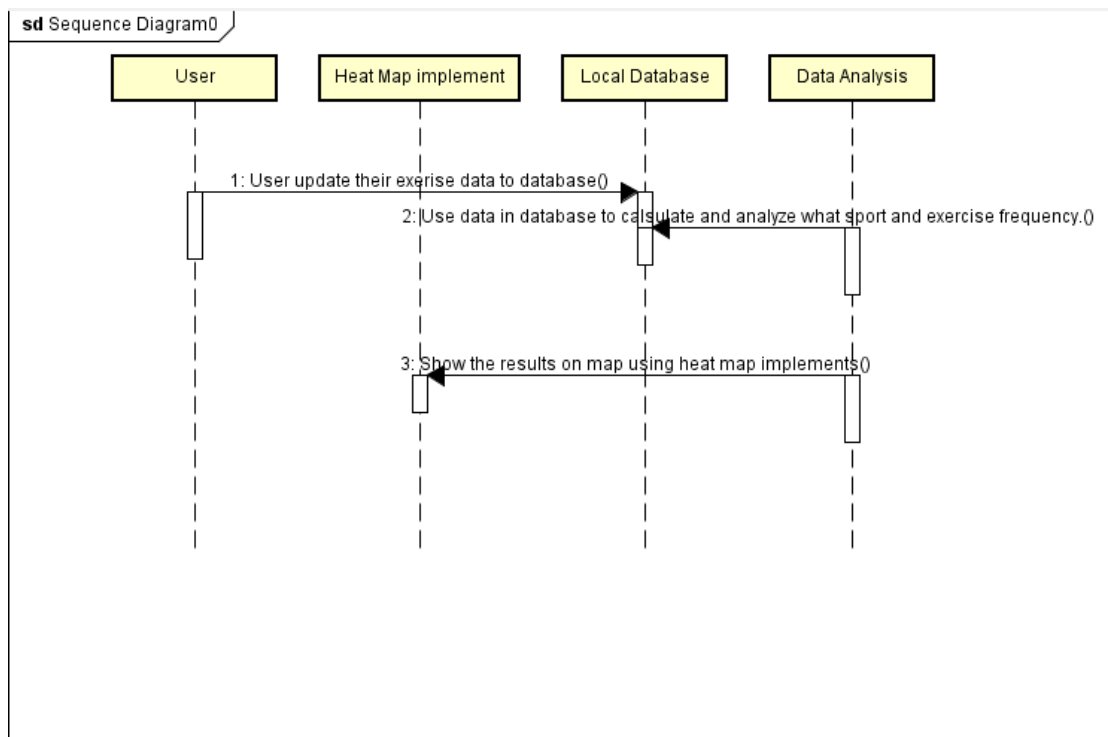 sd Sequence Diagram0
User
Heat Map implement
Local Database
Data Analysis
1: User update their exerise data to database()
2: Use data in database to calsulate and analyze what sport and exercise frequency.()
3: Show the results on map using heat map implements()